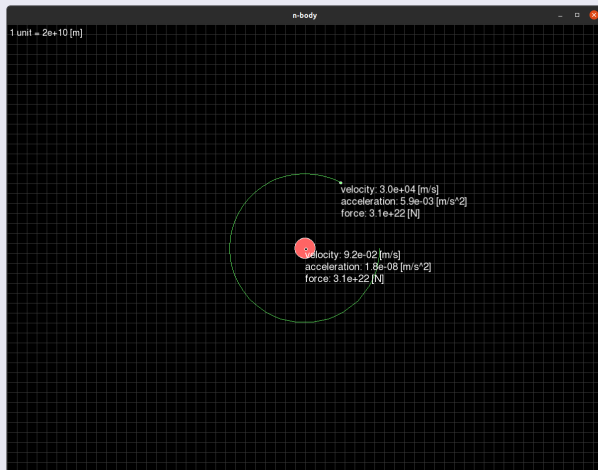 n-body
1 unit = 2e+10 [m]
velocity: 3.0e+04 [m/s]
acceleration: 5.9e-03 [m/s^2]
force: 3.1e+22 [N]
velocity: 9.2e-02 [m/s]
acceleration: 1.8e-08 [m/s^2]
force: 3.1e+22 [N]